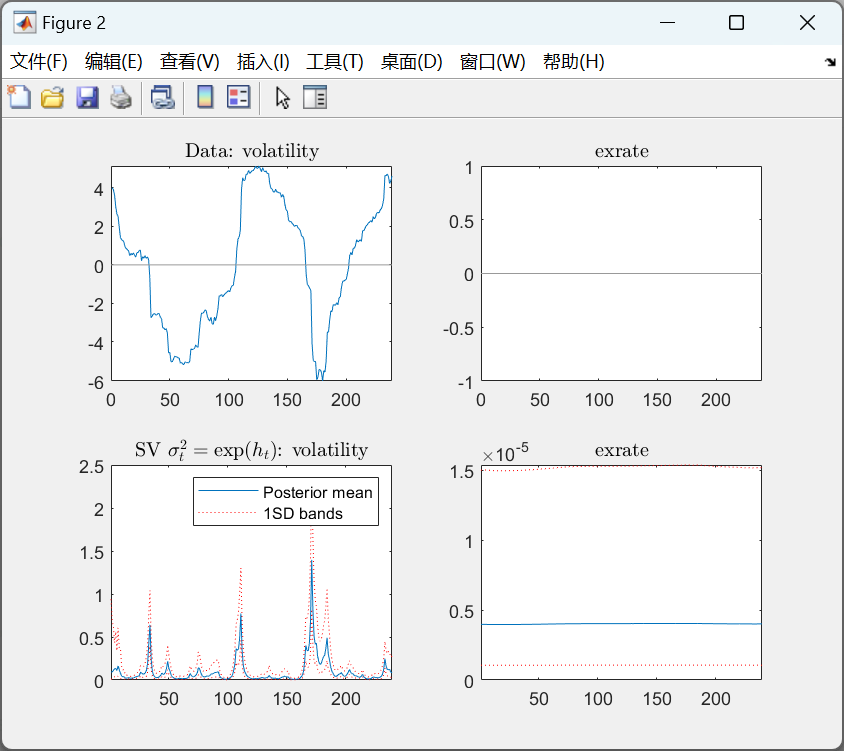 Figure 2
文件(F) 编辑(E) 查看(V) 插入(I) 工具(T) 桌面(D) 窗口(W) 帮助(H)
Data: volatility
4
2
0
-2
-4
-6
0 50 100 150 200
exrate
1
0.5
0
-0.5
-1
0 50 100 150 200
SV σ_t^2 = exp(h_t): volatility
2.5
2
1.5
1
0.5
0
50 100 150 200
Posterior mean
1SD bands
exrate
×10^-5
1.5
1
0.5
0
50 100 150 200